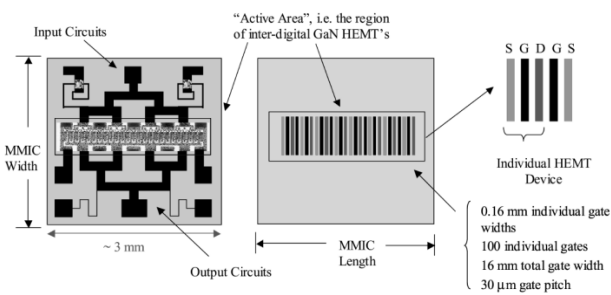 Input Circuits
"Active Area", i.e. the region
of inter-digital GaN HEMT's
S G D G S
MMIC
Width
Individual HEMT
Device
~ 3 mm
Output Circuits
MMIC
Length
0.16 mm individual gate
widths
100 individual gates
16 mm total gate width
30 μm gate pitch